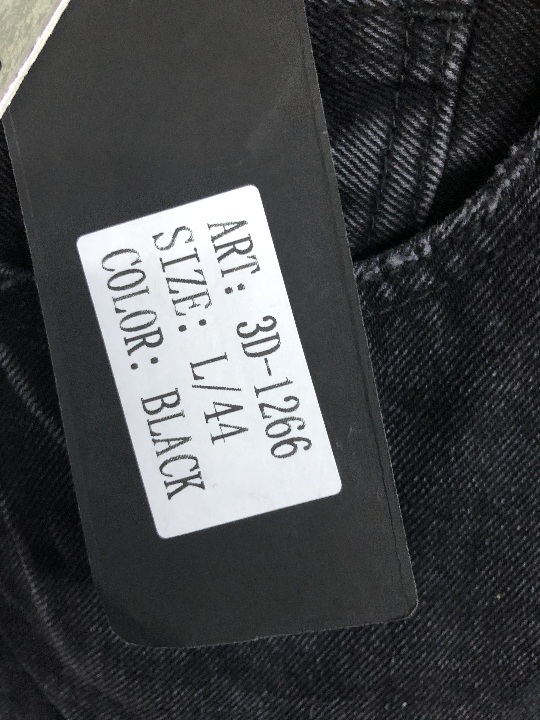 ART: 3D-1266
SIZE: L/44
COLOR: BLACK